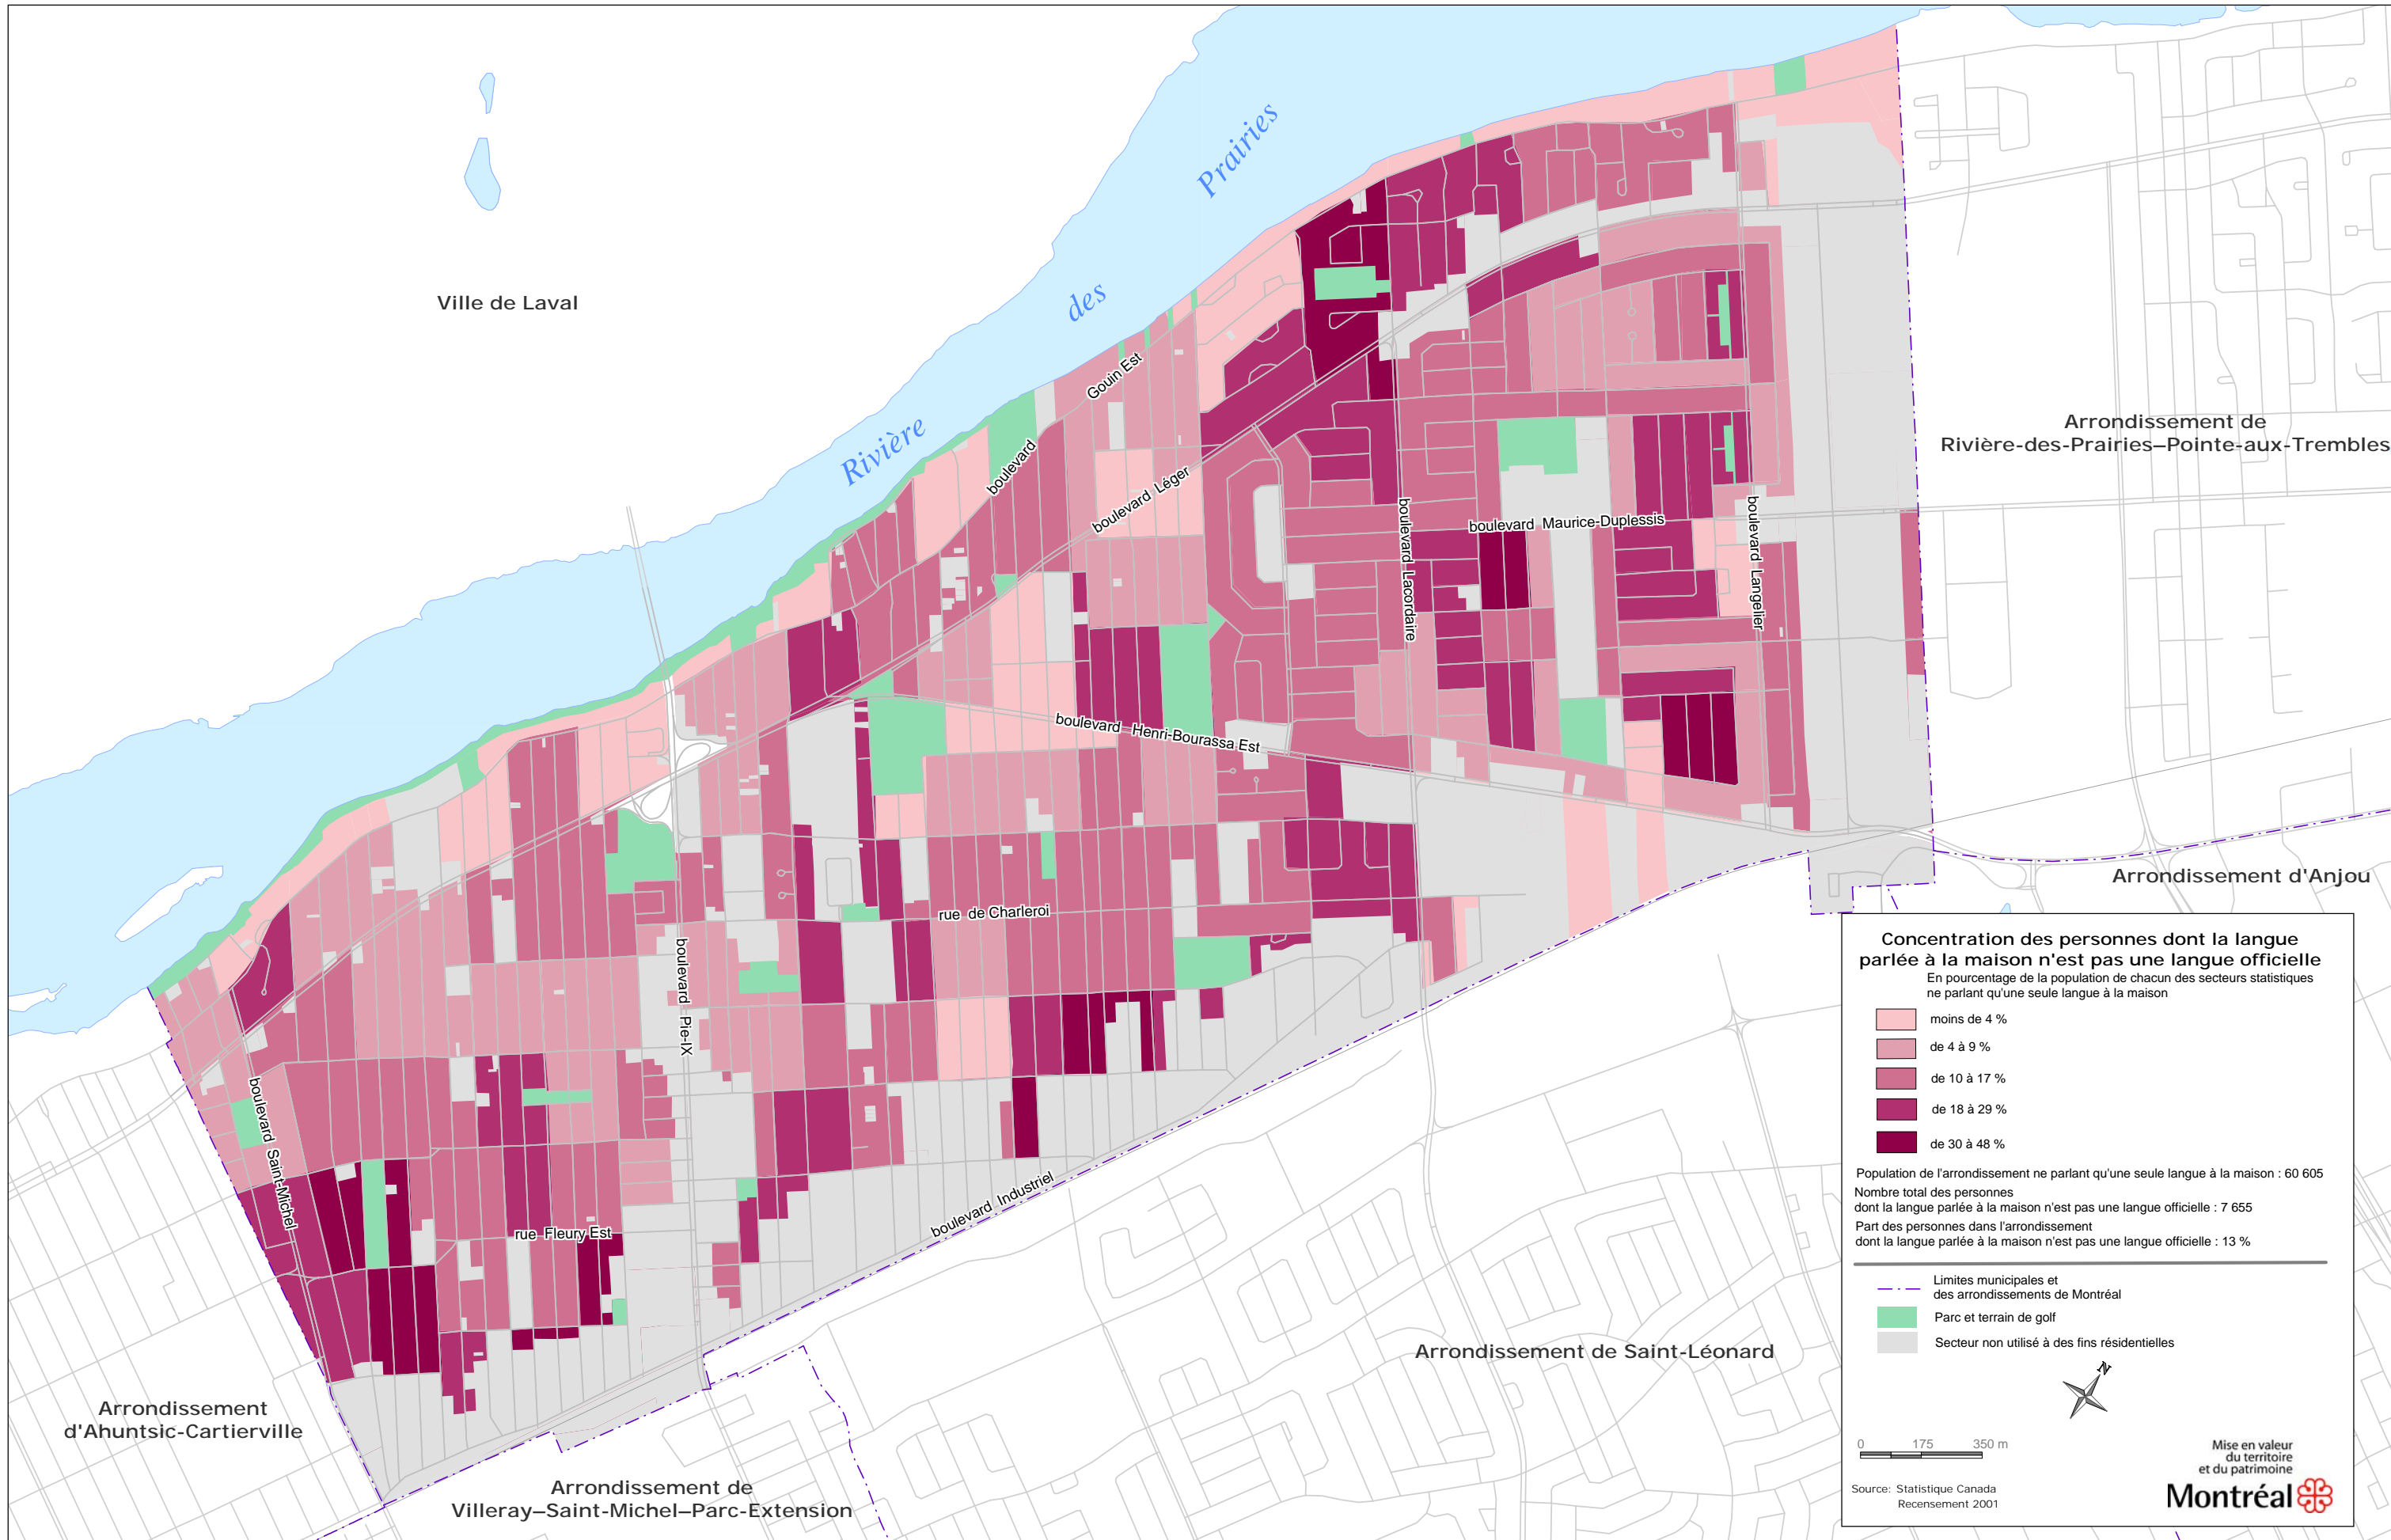 Ville de Laval
Rivière
des
Prairies
boulevard
Gouin Est
boulevard Léger
boulevard Maurice-Duplessis
boulevard Lacordaire
boulevard Langelier
boulevard Henri-Bourassa Est
rue de Charleroi
boulevard Pie-IX
boulevard Saint-Michel
rue Fleury Est
boulevard Industriel
Arrondissement de
Rivière-des-Prairies–Pointe-aux-Trembles
Arrondissement d'Anjou
Arrondissement de Saint-Léonard
Arrondissement
d'Ahuntsic-Cartierville
Arrondissement de
Villeray–Saint-Michel–Parc-Extension
Concentration des personnes dont la langue
parlée à la maison n'est pas une langue officielle
En pourcentage de la population de chacun des secteurs statistiques
ne parlant qu'une seule langue à la maison
moins de 4 %
de 4 à 9 %
de 10 à 17 %
de 18 à 29 %
de 30 à 48 %
Population de l'arrondissement ne parlant qu'une seule langue à la maison : 60 605
Nombre total des personnes
dont la langue parlée à la maison n'est pas une langue officielle : 7 655
Part des personnes dans l'arrondissement
dont la langue parlée à la maison n'est pas une langue officielle : 13 %
Limites municipales et
des arrondissements de Montréal
Parc et terrain de golf
Secteur non utilisé à des fins résidentielles
N
0 175 350 m
Source: Statistique Canada
Recensement 2001
Mise en valeur
du territoire
et du patrimoine
Montréal